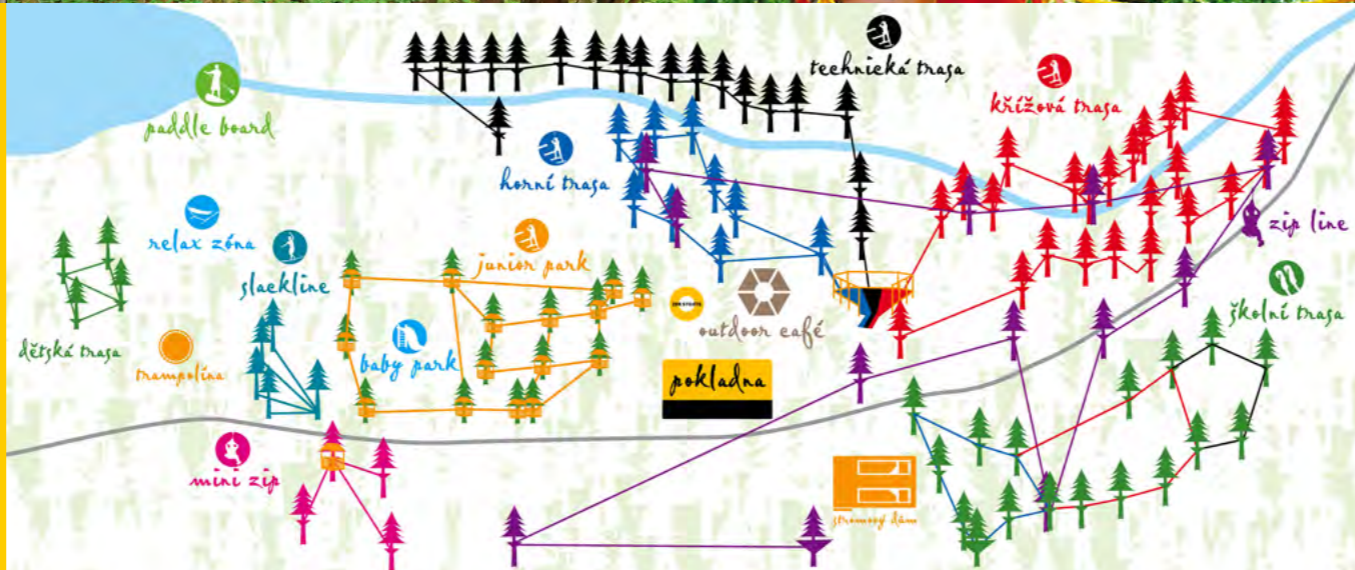 technická trasa
křížová trasa
paddle board
horní trasa
relax zóna
zip line
junior park
slackline
outdoor café
školní trasa
dětská trasa
trampolína
baby park
pokladna
mini zip
stromový dům